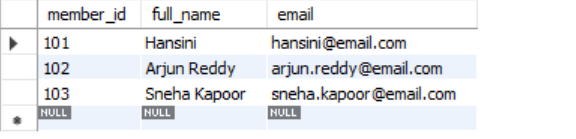 member_id full_name email
101 Hansini hansini@email.com
102 Arjun Reddy arjun.reddy@email.com
103 Sneha Kapoor sneha.kapoor@email.com
NULL NULL NULL